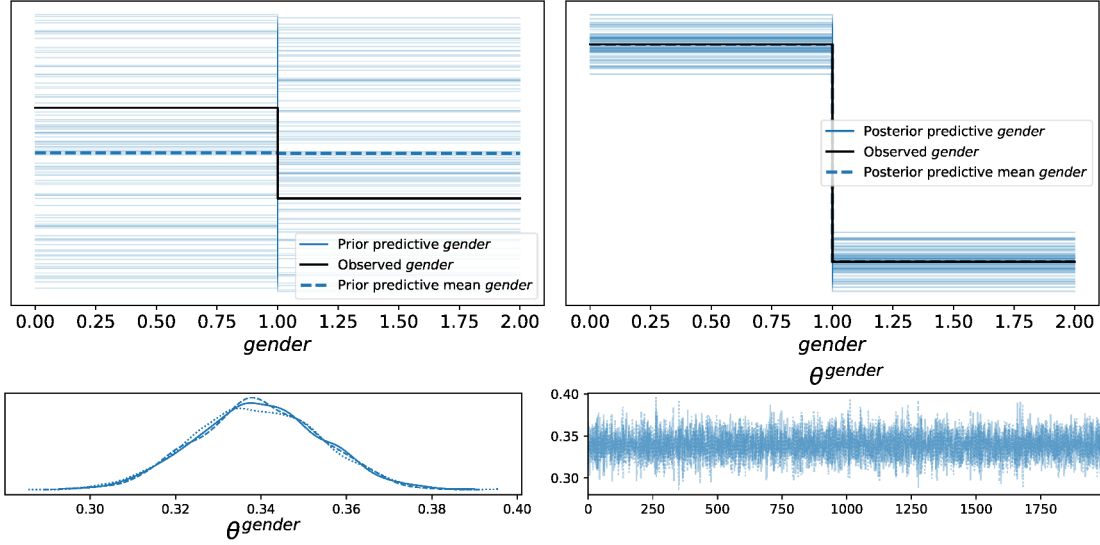 Prior predictive gender
Observed gender
Prior predictive mean gender
0.00 0.25 0.50 0.75 1.00 1.25 1.50 1.75 2.00
gender
Posterior predictive gender
Observed gender
Posterior predictive mean gender
0.00 0.25 0.50 0.75 1.00 1.25 1.50 1.75 2.00
gender
0.30 0.32 0.34 0.36 0.38 0.40
θ^gender
θ^gender
0.40
0.35
0.30
0 250 500 750 1000 1250 1500 1750